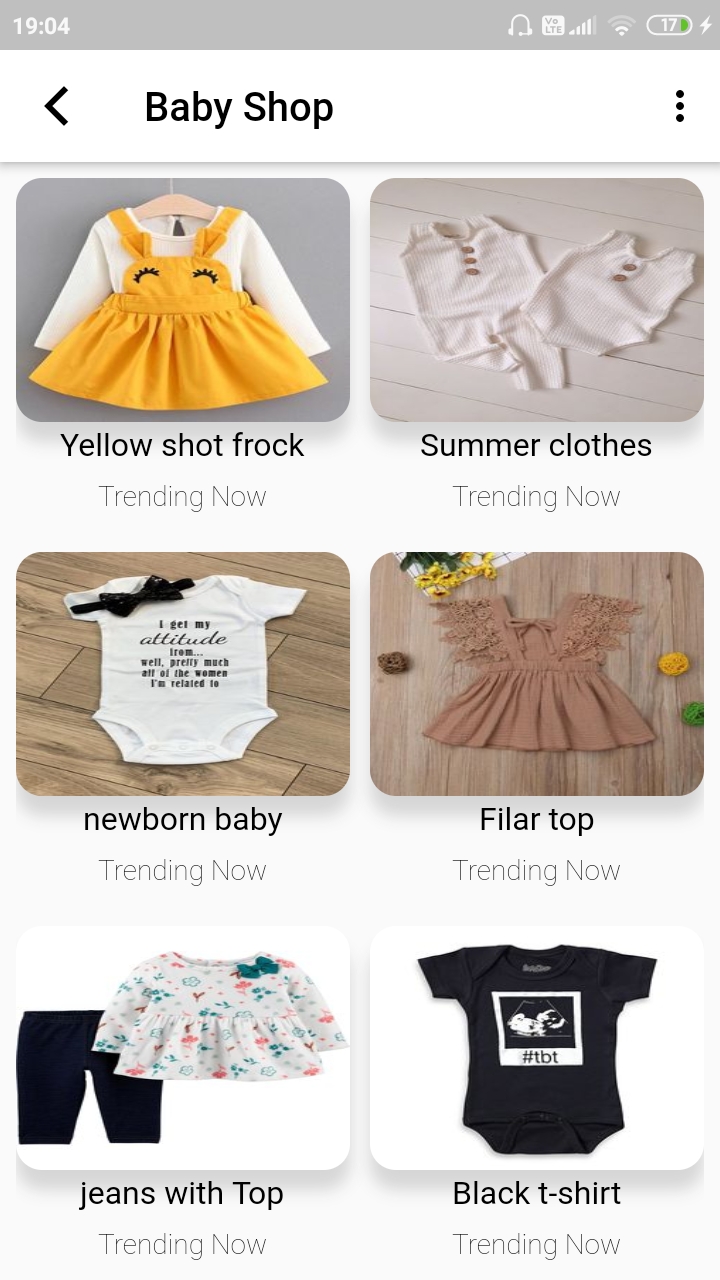 19:04
Vo LTE
17
Baby Shop
Yellow shot frock
Summer clothes
Trending Now
Trending Now
I get my
attitude
from...
well, pretty much
all of the women
I'm related to
newborn baby
Filar top
Trending Now
Trending Now
#tbt
jeans with Top
Black t-shirt
Trending Now
Trending Now